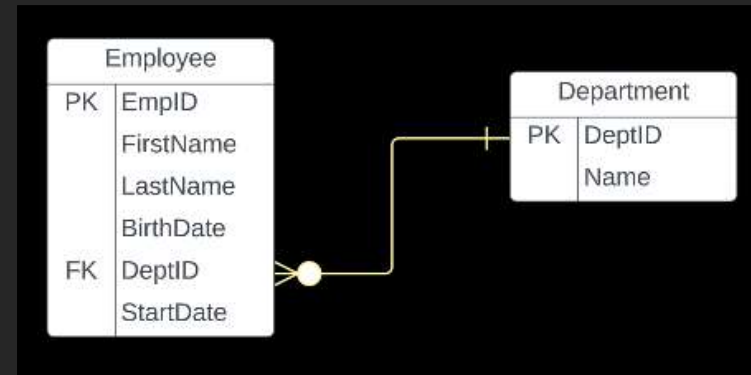 Employee
PK EmpID
FirstName
LastName
BirthDate
FK DeptID
StartDate
Department
PK DeptID
Name